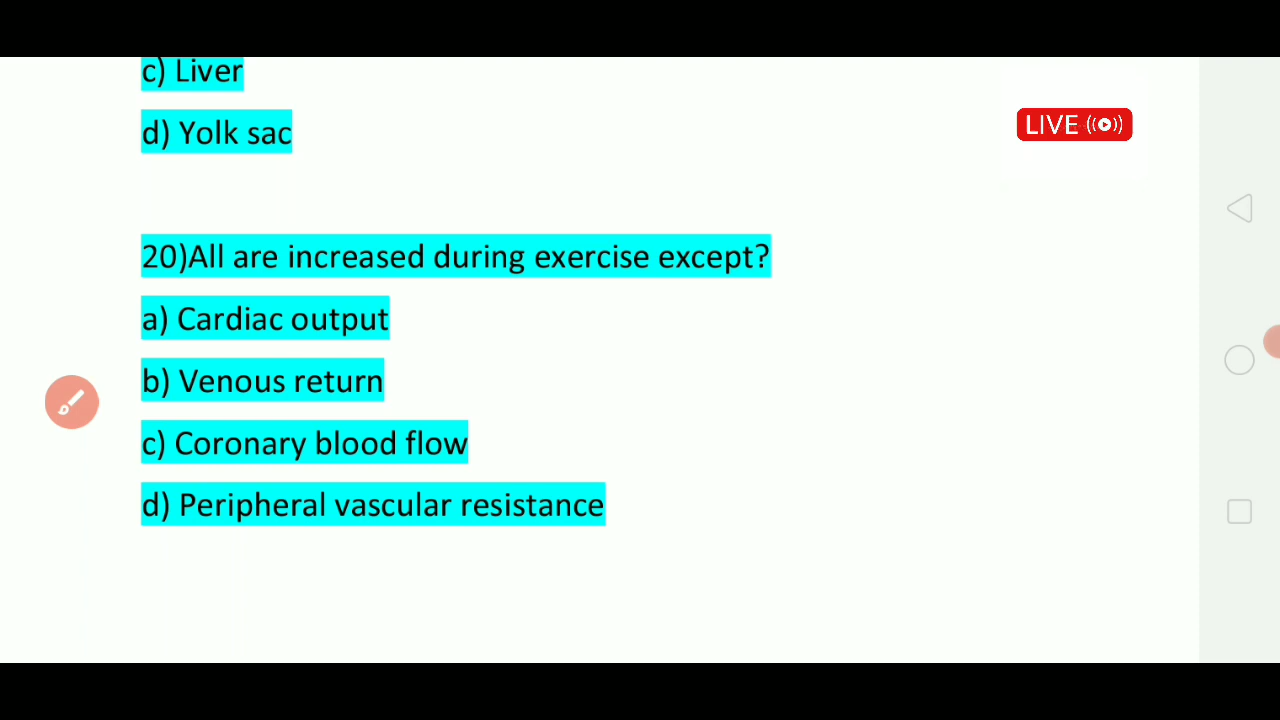 c) Liver
d) Yolk sac
LIVE
20)All are increased during exercise except?
a) Cardiac output
b) Venous return
c) Coronary blood flow
d) Peripheral vascular resistance